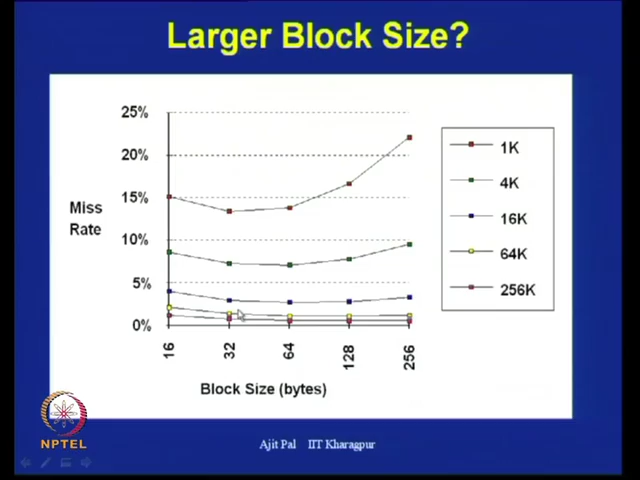 Larger Block Size?
25%
20%
15%
10%
5%
0%
Miss
Rate
16
32
64
128
256
Block Size (bytes)
1K
4K
16K
64K
256K
NPTEL
Ajit Pal IIT Kharagpur